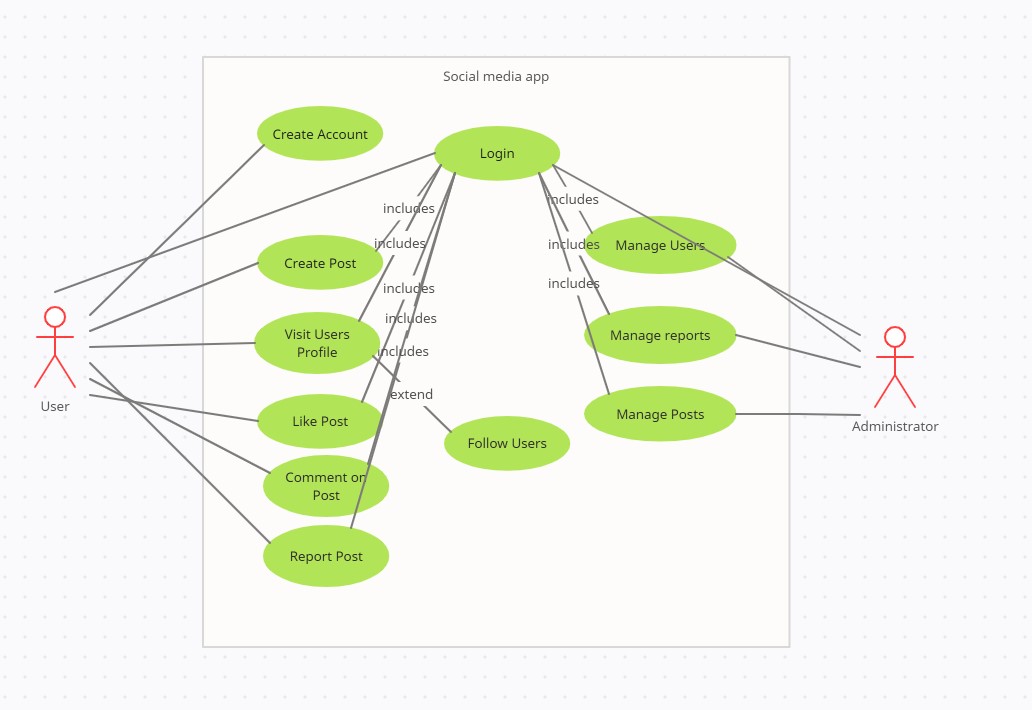 Social media app
Create Account
Login
includes
includes
Create Post
includes
Manage Users
includes
includes
Visit Users
Profile
includes
includes
Manage reports
includes
extend
User
Like Post
Follow Users
Manage Posts
Administrator
Comment on
Post
Report Post